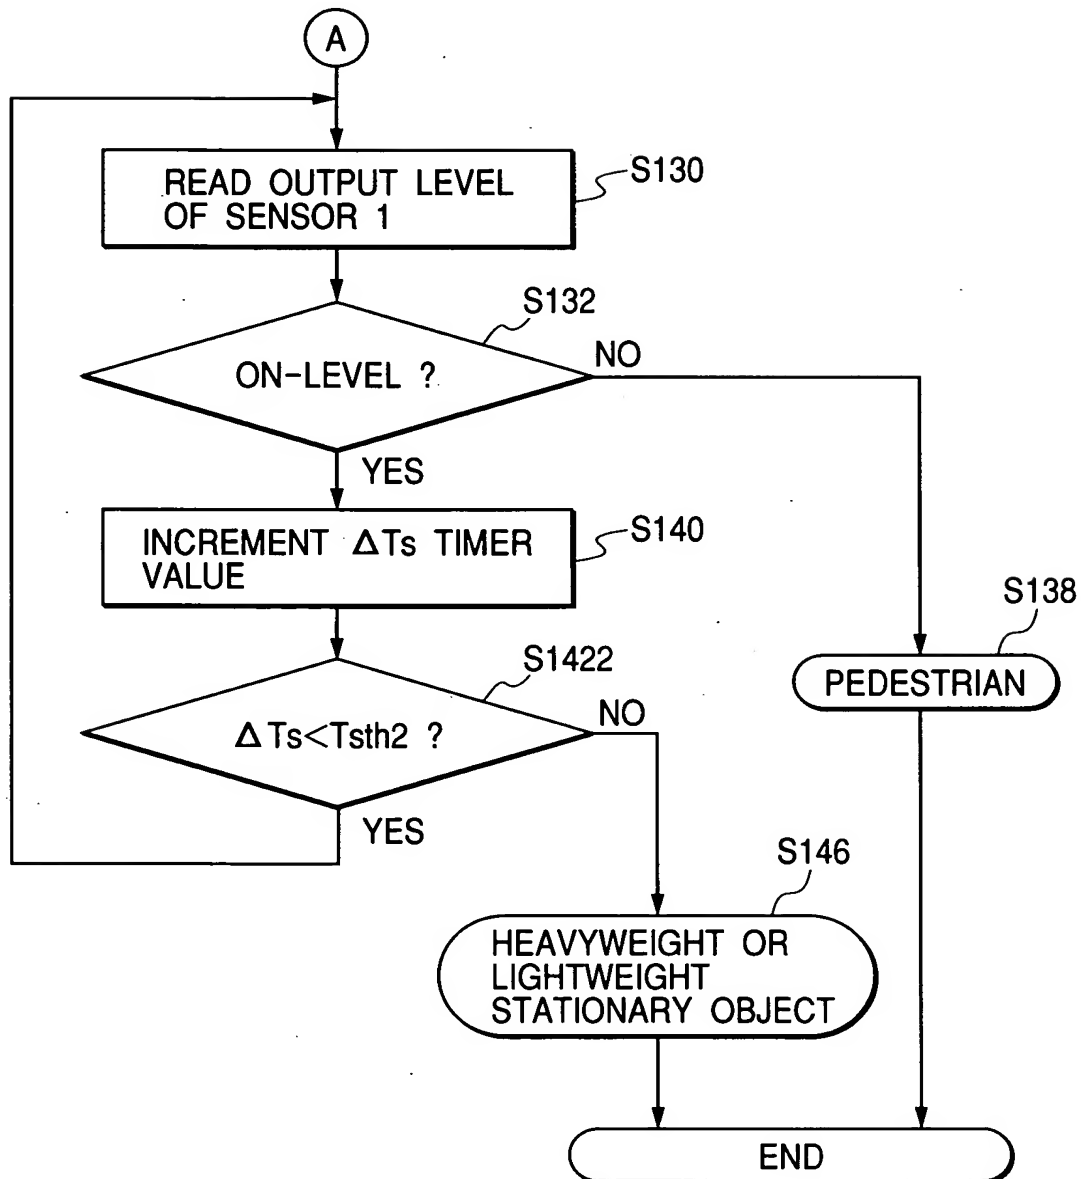 A
READ OUTPUT LEVEL
OF SENSOR 1
S130
S132
ON-LEVEL ?
NO
YES
INCREMENT ΔTs TIMER
VALUE
S140
S138
PEDESTRIAN
S1422
ΔTs<Tsth2 ?
NO
YES
S146
HEAVYWEIGHT OR
LIGHTWEIGHT
STATIONARY OBJECT
END